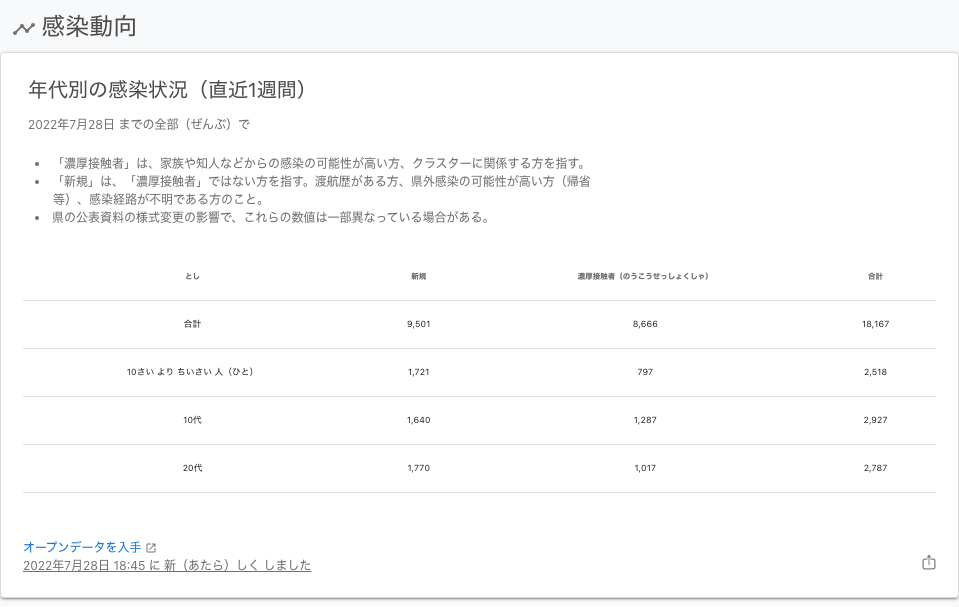 感染動向
年代別の感染状況（直近1週間）
2022年7月28日 までの全部（ぜんぶ）で
• 「濃厚接触者」は、家族や知人などからの感染の可能性が高い方、クラスターに関係する方を指す。
• 「新規」は、「濃厚接触者」ではない方を指す。渡航歴がある方、県外感染の可能性が高い方（帰省
等）、感染経路が不明である方のこと。
• 県の公表資料の様式変更の影響で、これらの数値は一部異なっている場合がある。
とし 新規 濃厚接触者（のうこうせっしょくしゃ） 合計
合計 9,501 8,666 18,167
10さい より ちいさい 人（ひと） 1,721 797 2,518
10代 1,640 1,287 2,927
20代 1,770 1,017 2,787
オープンデータを入手
2022年7月28日 18:45 に 新（あたら）しく しました